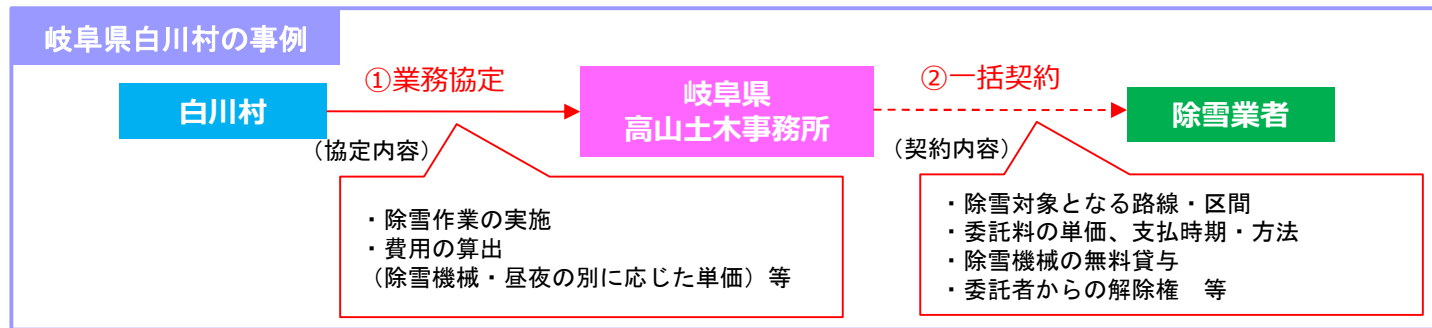 岐阜県白川村の事例
①業務協定
②一括契約
白川村
岐阜県
高山土木事務所
除雪業者
（協定内容）
（契約内容）
・除雪作業の実施
・費用の算出
（除雪機械・昼夜の別に応じた単価）等
・除雪対象となる路線・区間
・委託料の単価、支払時期・方法
・除雪機械の無料貸与
・委託者からの解除権　等